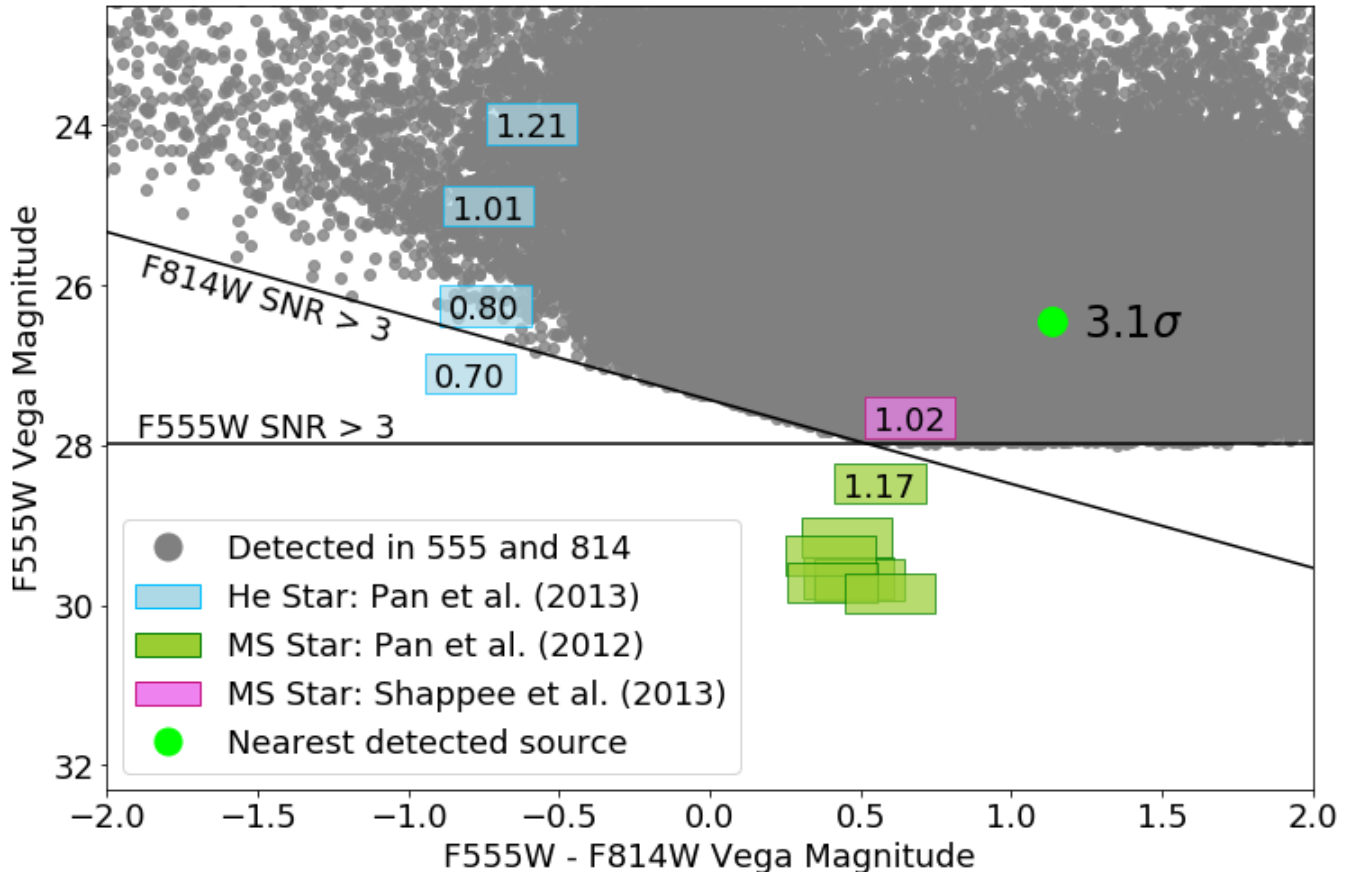 24
26
28
30
32
F555W Vega Magnitude
1.21
1.01
0.80
0.70
F814W SNR > 3
F555W SNR > 3
3.1σ
1.02
1.17
Detected in 555 and 814
He Star: Pan et al. (2013)
MS Star: Pan et al. (2012)
MS Star: Shappee et al. (2013)
Nearest detected source
−2.0 −1.5 −1.0 −0.5 0.0 0.5 1.0 1.5 2.0
F555W - F814W Vega Magnitude